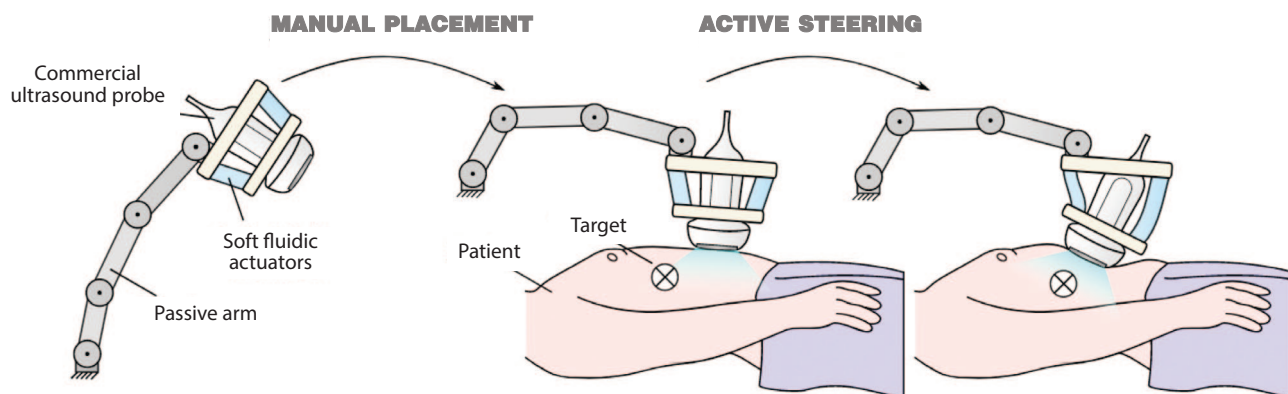 MANUAL PLACEMENT
ACTIVE STEERING
Commercial
ultrasound probe
Soft fluidic
actuators
Passive arm
Target
Patient